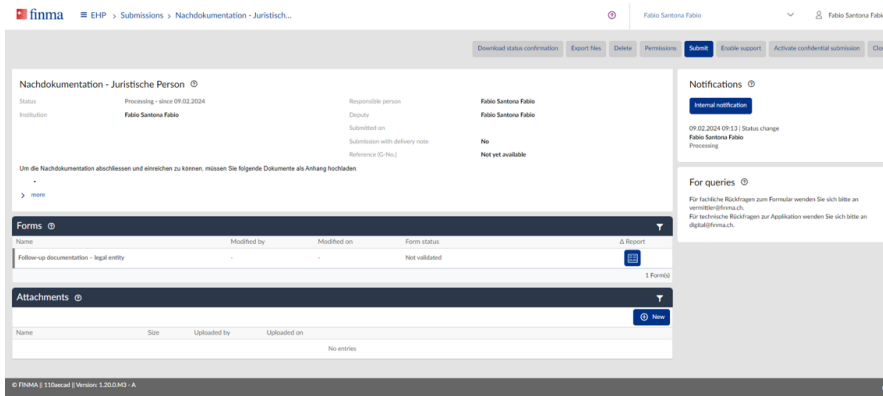 finma
EHP > Submissions > Nachdokumentation - Juristisch...
Fabio Santona Fabio
Fabio Santona Fabio
Download status confirmation
Export files
Delete
Permissions
Submit
Enable support
Activate confidential submission
Nachdokumentation - Juristische Person
Status
Processing - since 09.02.2024
Responsible person
Fabio Santona Fabio
Institution
Fabio Santona Fabio
Deputy
Fabio Santona Fabio
Submitted on
Submission with delivery note
No
Reference (G-No.)
Not yet available
Um die Nachdokumentation abschliessen und einreichen zu können, müssen Sie folgende Dokumente als Anhang hochladen:
more
Notifications
Internal notification
09.02.2024 09:13 | Status change
Fabio Santona Fabio
Processing
For queries
Für fachliche Rückfragen zum Formular wenden Sie sich bitte an
vermittler@finma.ch.
Für technische Rückfragen zur Applikation wenden Sie sich bitte an
digital@finma.ch.
Forms
Name
Modified by
Modified on
Form status
Δ Report
Follow-up documentation – legal entity
-
-
Not validated
1 Form(s)
Attachments
New
Name
Size
Uploaded by
Uploaded on
No entries
© FINMA || 110aecad || Version: 1.20.0.M3 - A